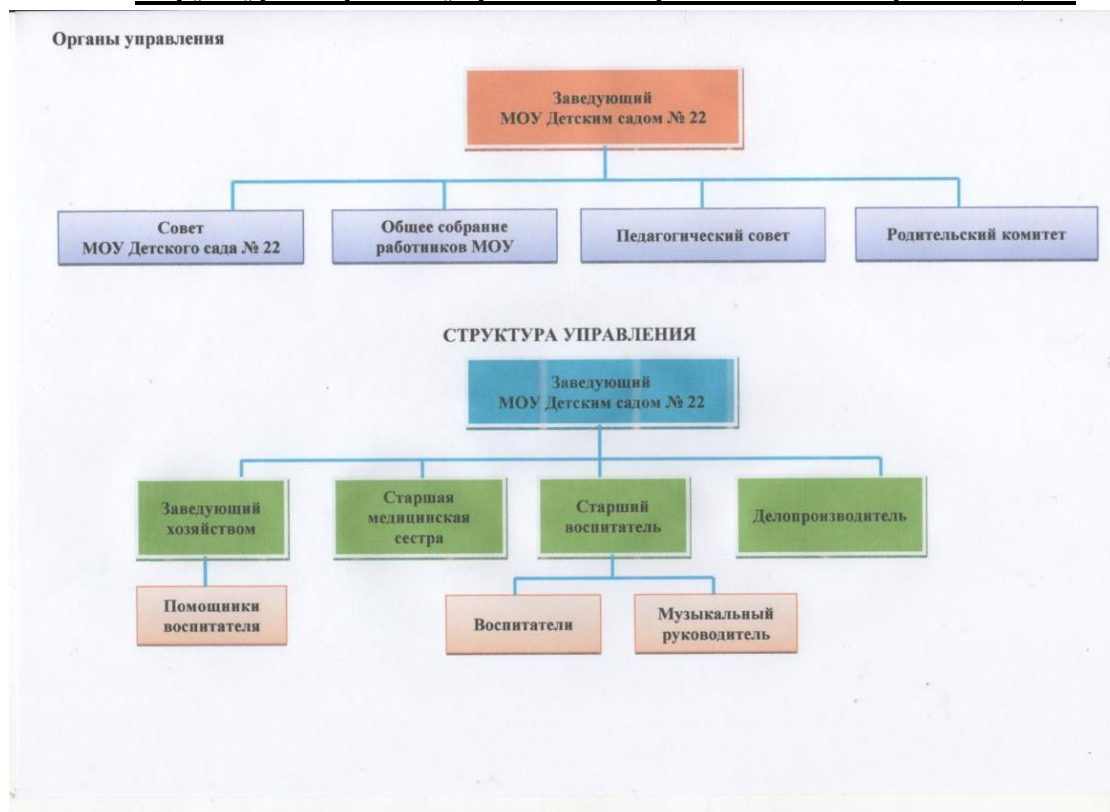 Органы управления
Заведующий
МОУ Детским садом № 22
Совет
МОУ Детского сада № 22
Общее собрание
работников МОУ
Педагогический совет
Родительский комитет
СТРУКТУРА УПРАВЛЕНИЯ
Заведующий
МОУ Детским садом № 22
Заведующий
хозяйством
Старшая
медицинская
сестра
Старший
воспитатель
Делопроизводитель
Помощники
воспитателя
Воспитатели
Музыкальный
руководитель